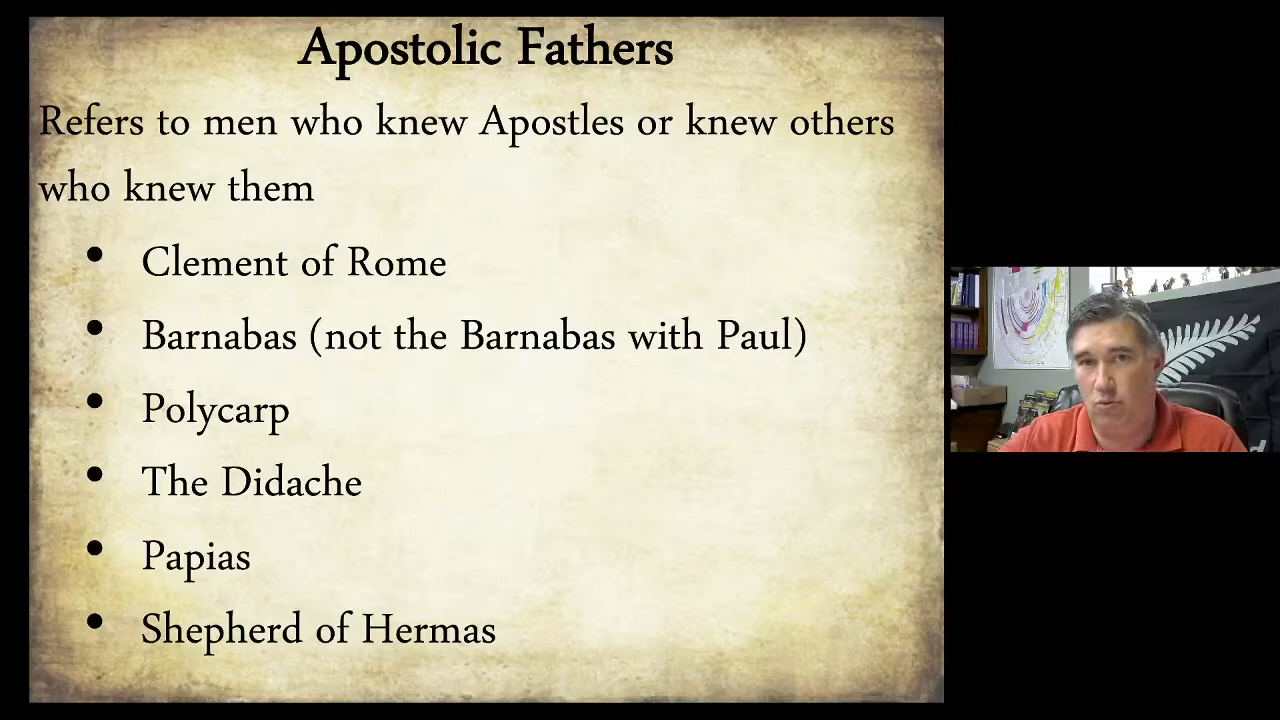 Apostolic Fathers
Refers to men who knew Apostles or knew others
who knew them
• Clement of Rome
• Barnabas (not the Barnabas with Paul)
• Polycarp
• The Didache
• Papias
• Shepherd of Hermas